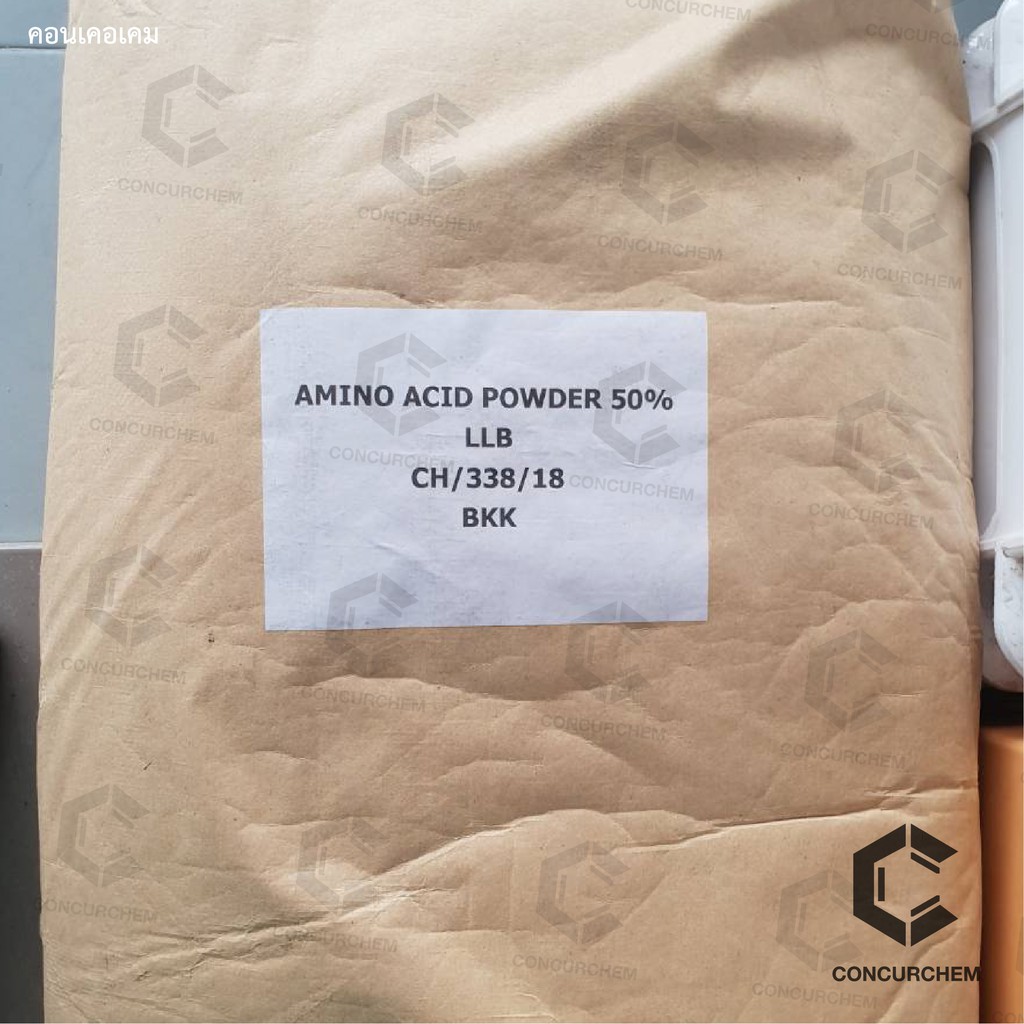 คอนเคอเคม
AMINO ACID POWDER 50%
LLB
CH/338/18
BKK
CONCURCHEM